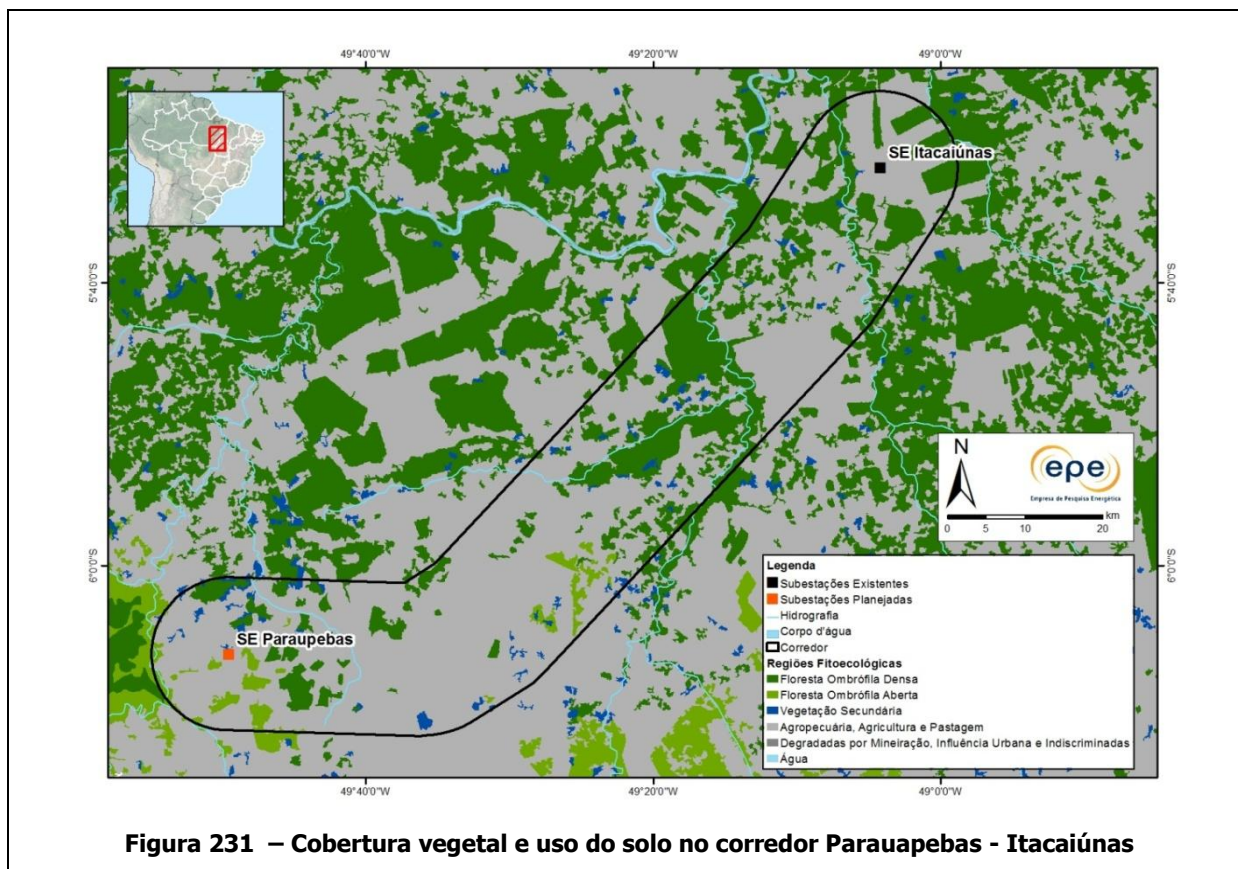 49°40'0"W
49°20'0"W
49°0'0"W
SE Itacaiúnas
5°40'0"S
5°40'0"S
N
epe
Empresa de Pesquisa Energética
km
0 5 10 20
6°0'0"S
6°0'0"S
Legenda
Subestações Existentes
Subestações Planejadas
Hidrografia
Corpo d'água
Corredor
Regiões Fitoecológicas
Floresta Ombrófila Densa
Floresta Ombrófila Aberta
Vegetação Secundária
Agropecuária, Agricultura e Pastagem
Degradadas por Mineiração, Influência Urbana e Indiscriminadas
Água
SE Paraupebas
49°40'0"W
49°20'0"W
49°0'0"W
Figura 231 – Cobertura vegetal e uso do solo no corredor Parauapebas - Itacaiúnas